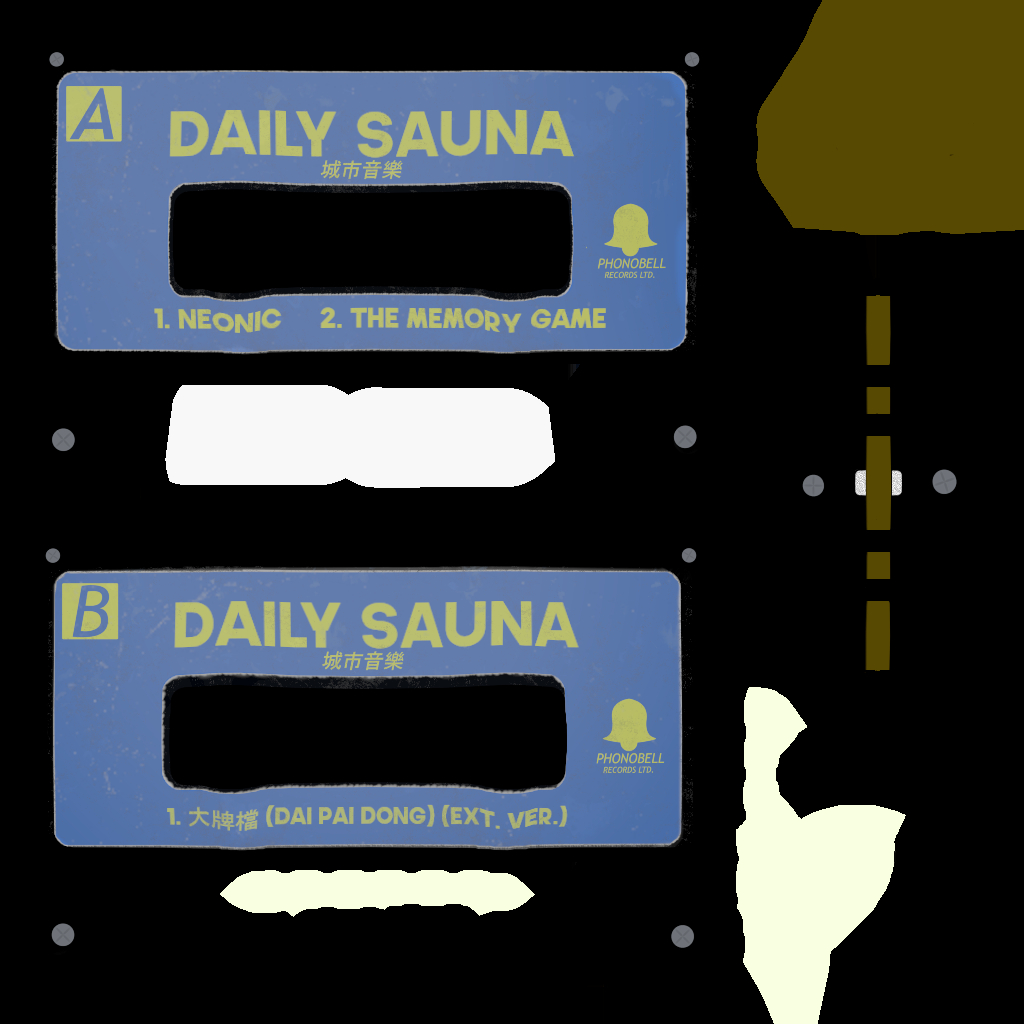 A
DAILY SAUNA
城市音樂
PHONOBELL
RECORDS LTD.
1. NEONIC 2. THE MEMORY GAME
B
DAILY SAUNA
城市音樂
PHONOBELL
RECORDS LTD.
1. 大牌檔 (DAI PAI DONG) (EXT. VER.)